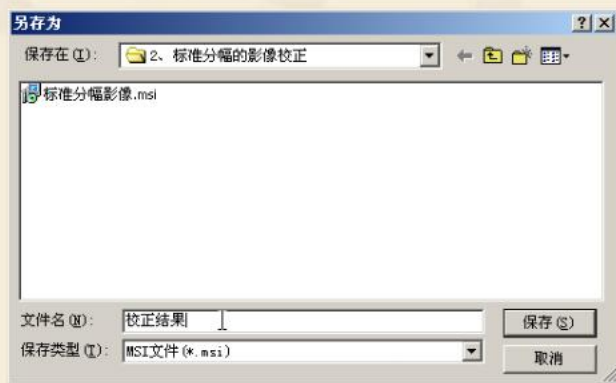 另存为
保存在(I): 2、标准分幅的影像校正
标准分幅影像.msi
文件名(N): 校正结果 保存(S)
保存类型(T): MSI文件(*.msi) 取消